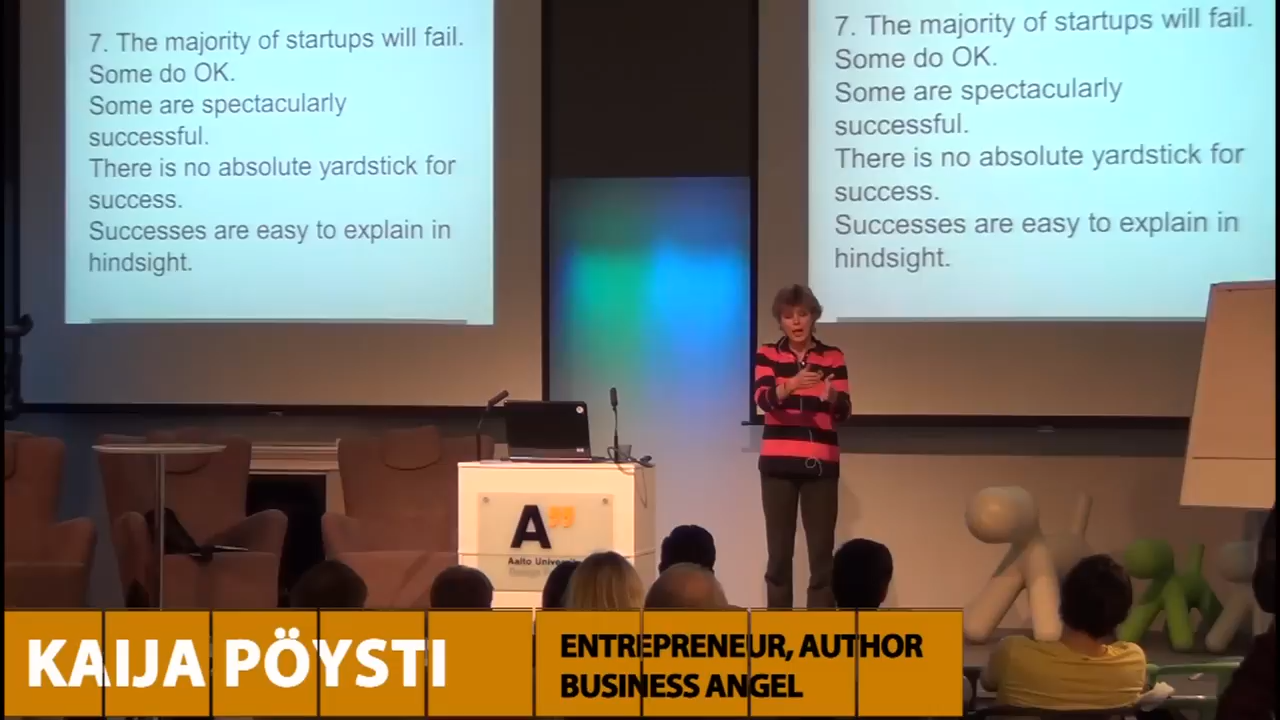 7. The majority of startups will fail.
Some do OK.
Some are spectacularly
successful.
There is no absolute yardstick for
success.
Successes are easy to explain in
hindsight.
7. The majority of startups will fail.
Some do OK.
Some are spectacularly
successful.
There is no absolute yardstick for
success.
Successes are easy to explain in
hindsight.
A"
Aalto
KAIJA PÖYSTI
ENTREPRENEUR, AUTHOR
BUSINESS ANGEL